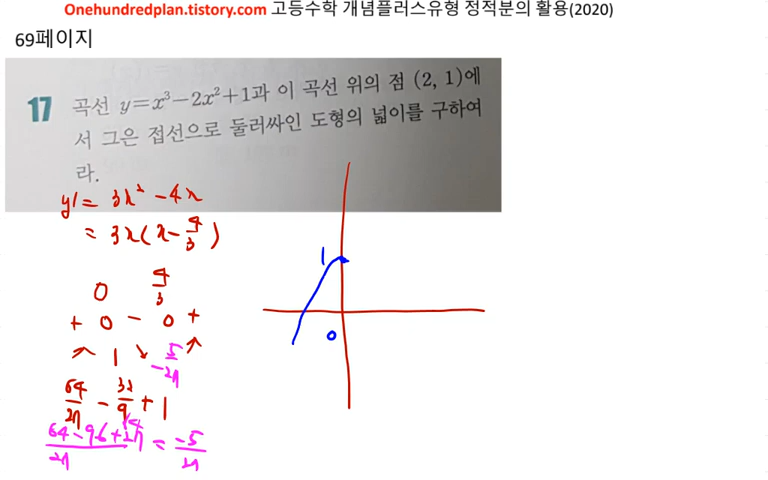 Onehundredplan.tistory.com 고등수학 개념플러스유형 정적분의 활용(2020)
69페이지
17 곡선 y=x³-2x²+1과 이 곡선 위의 점 (2, 1)에
서 그은 접선으로 둘러싸인 도형의 넓이를 구하여
라.
y'= 3x² -4x
= 3x(x-4/3)
0 4/3
+ 0 - 0 +
↗ 1 ↘ -5/27 ↗
64/27 - 32/9 + 1
64-96+27/27 = -5/27
1
0